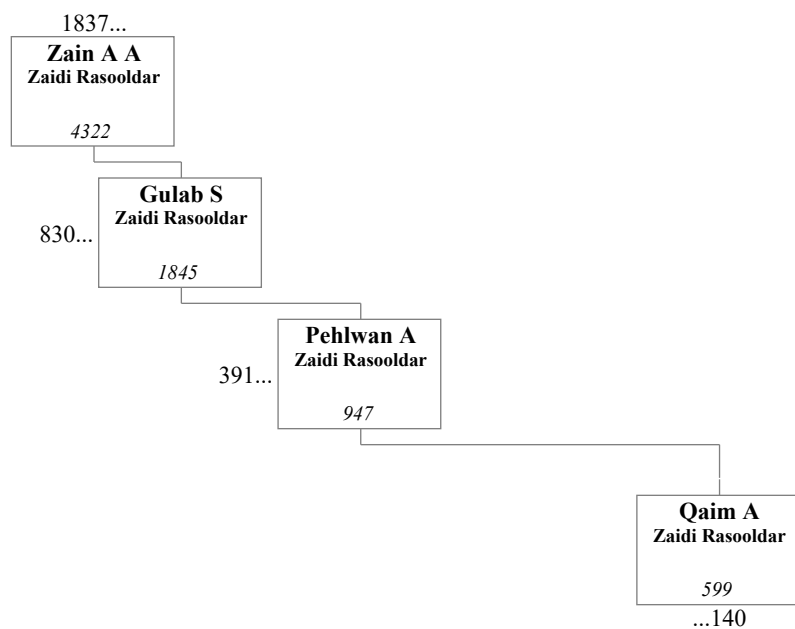 1837...
Zain A A
Zaidi Rasooldar
4322
Gulab S
Zaidi Rasooldar
830...
1845
Pehlwan A
Zaidi Rasooldar
391...
947
Qaim A
Zaidi Rasooldar
599
...140